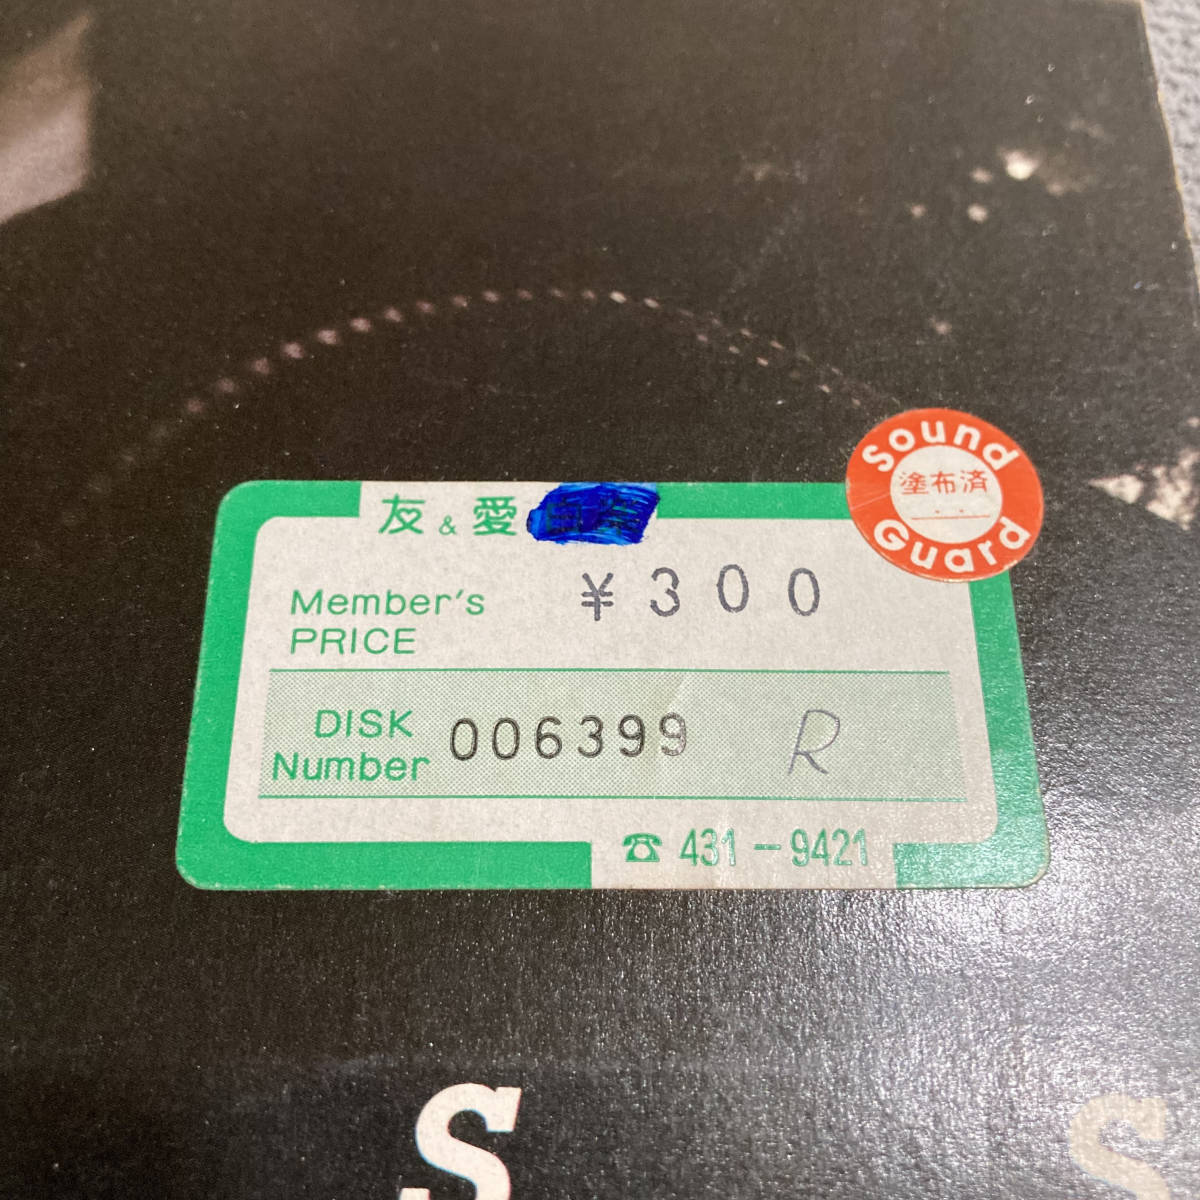 Sound
塗布済
Guard
友&愛
Member's
PRICE
¥300
DISK
Number
006399 R
☎ 431-9421
S S